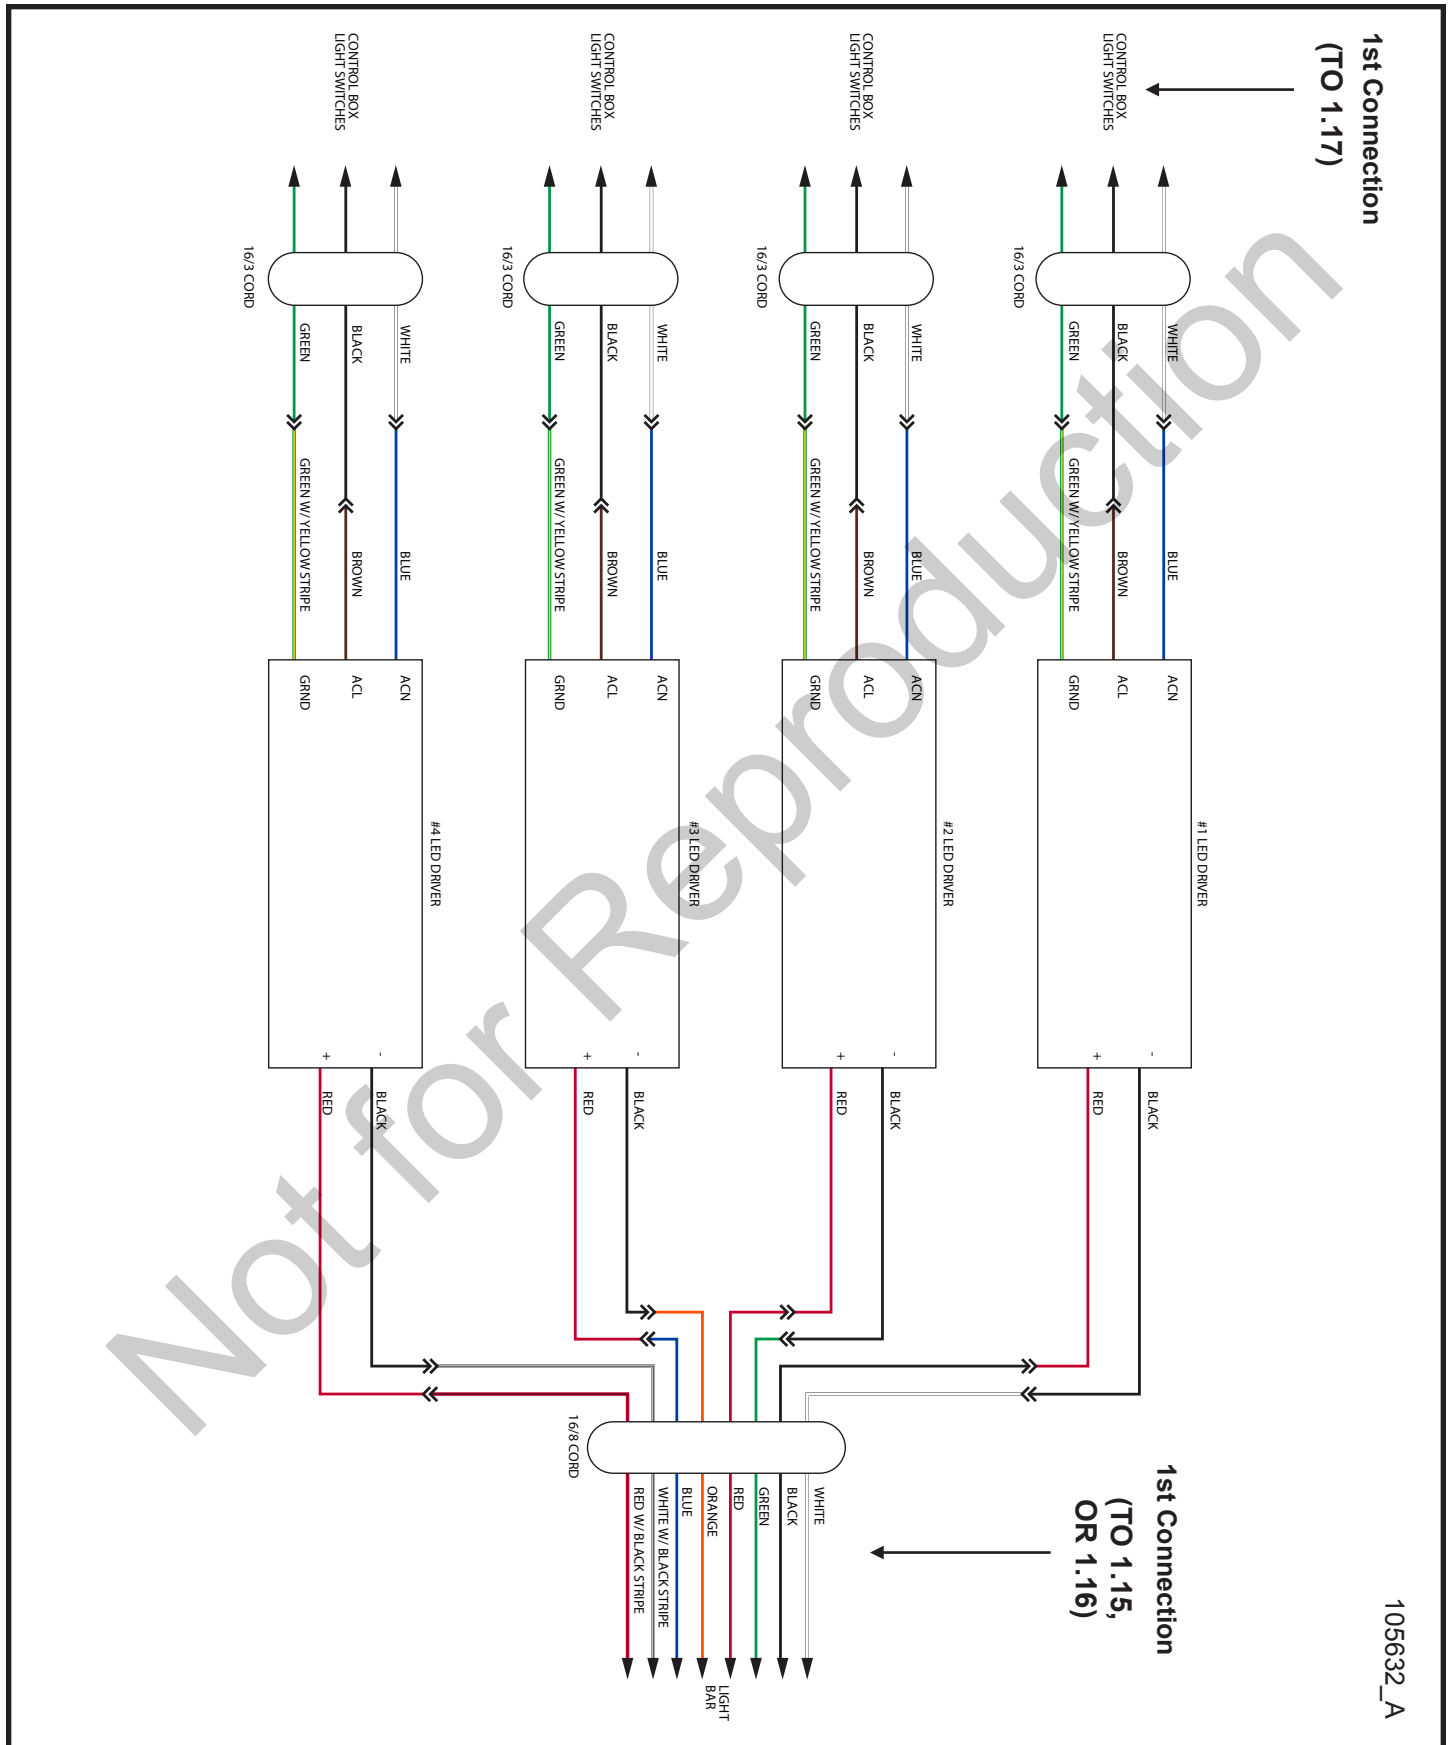 105632_A
1st Connection
(TO 1.17)
CONTROL BOX
LIGHT SWITCHES
16/3 CORD
WHITE
BLACK
GREEN
BLUE
BROWN
GREEN W/ YELLOW STRIPE
ACN
ACL
GRND
#1 LED DRIVER
-
+
BLACK
RED
CONTROL BOX
LIGHT SWITCHES
16/3 CORD
WHITE
BLACK
GREEN
BLUE
BROWN
GREEN W/ YELLOW STRIPE
ACN
ACL
GRND
#2 LED DRIVER
-
+
BLACK
RED
CONTROL BOX
LIGHT SWITCHES
16/3 CORD
WHITE
BLACK
GREEN
BLUE
BROWN
GREEN W/ YELLOW STRIPE
ACN
ACL
GRND
#3 LED DRIVER
-
+
BLACK
RED
CONTROL BOX
LIGHT SWITCHES
16/3 CORD
WHITE
BLACK
GREEN
BLUE
BROWN
GREEN W/ YELLOW STRIPE
ACN
ACL
GRND
#4 LED DRIVER
-
+
BLACK
RED
1st Connection
(TO 1.15,
OR 1.16)
16/8 CORD
WHITE
BLACK
GREEN
RED
ORANGE
BLUE
WHITE W/ BLACK STRIPE
RED W/ BLACK STRIPE
LIGHT
BAR
Not for Reproduction